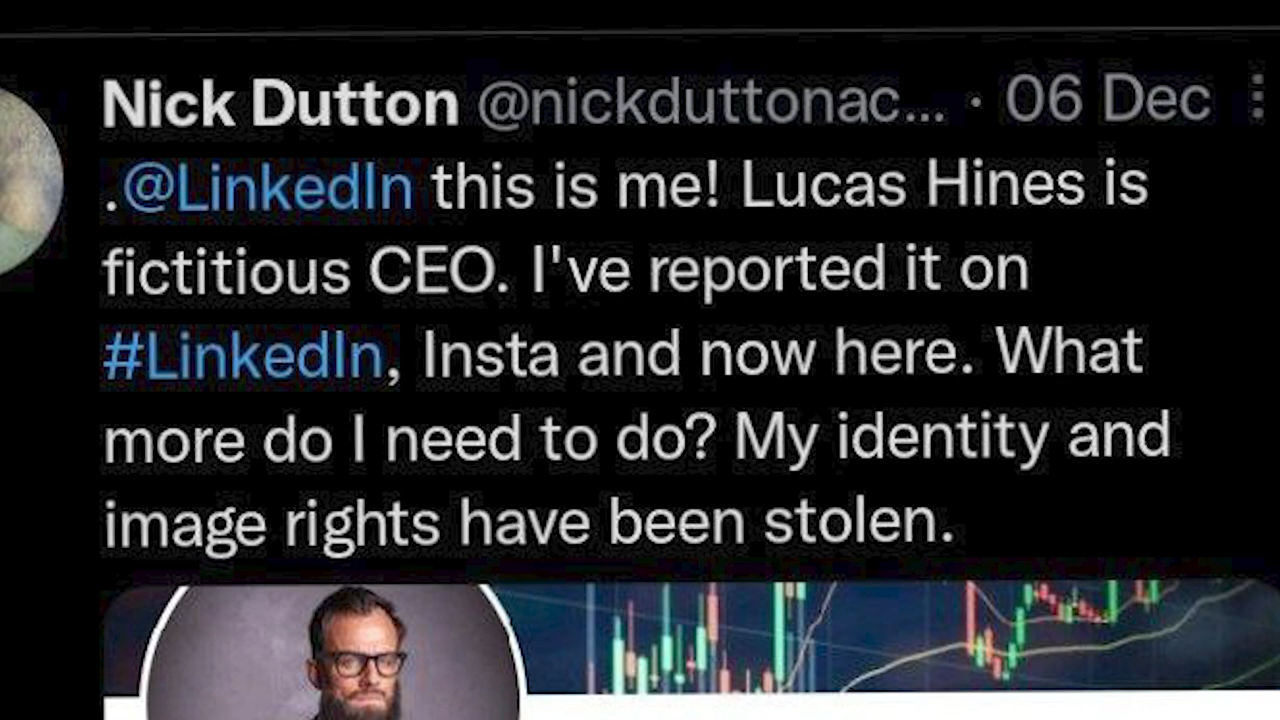 Nick Dutton @nickduttonac... · 06 Dec
.@LinkedIn this is me! Lucas Hines is
fictitious CEO. I've reported it on
#LinkedIn, Insta and now here. What
more do I need to do? My identity and
image rights have been stolen.